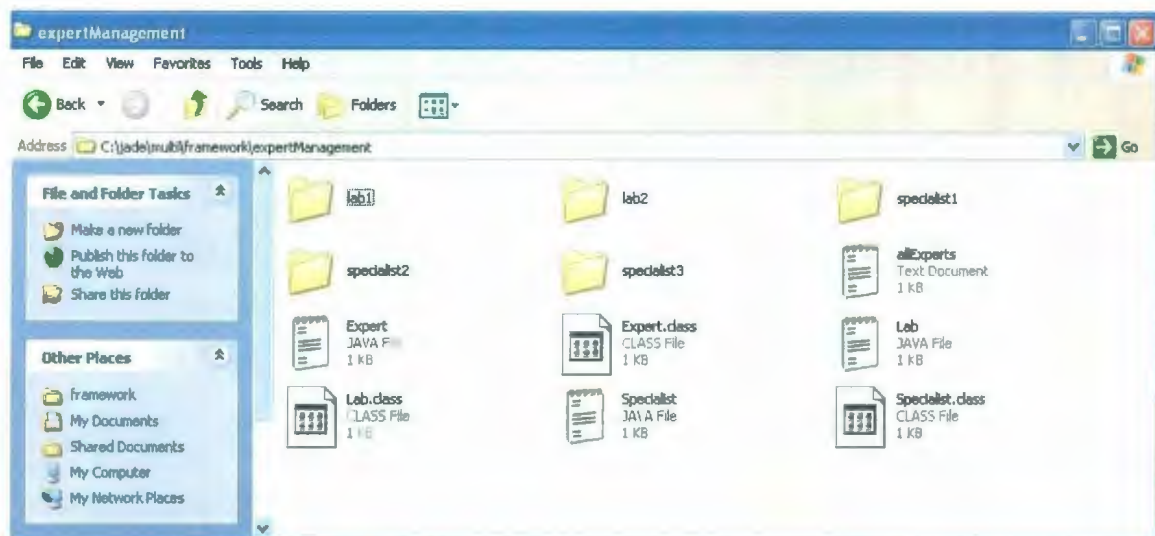 expertManagement
File Edit View Favorites Tools Help
Back Search Folders
Address C:\jade\multi\framework\expertManagement Go
File and Folder Tasks
Make a new folder
Publish this folder to
the Web
Share this folder
Other Places
framework
My Documents
Shared Documents
My Computer
My Network Places
lab1 lab2 specialist1
specialist2 specialist3 allExperts
Text Document
1 KB
Expert Expert.class Lab
JAVA File CLASS File JAVA File
1 KB 1 KB 1 KB
Lab.class Specialist Specialist.class
CLASS File JAVA File CLASS File
1 KB 1 KB 1 KB